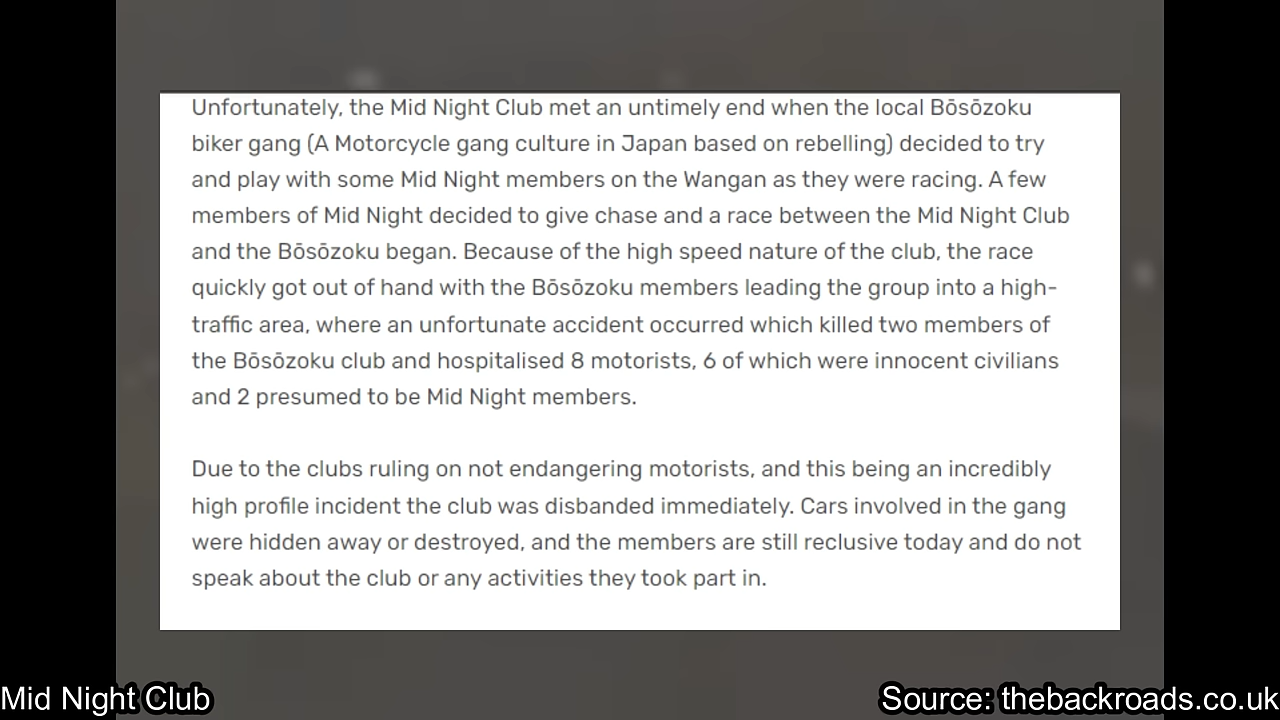 Unfortunately, the Mid Night Club met an untimely end when the local Bōsōzoku
biker gang (A Motorcycle gang culture in Japan based on rebelling) decided to try
and play with some Mid Night members on the Wangan as they were racing. A few
members of Mid Night decided to give chase and a race between the Mid Night Club
and the Bōsōzoku began. Because of the high speed nature of the club, the race
quickly got out of hand with the Bōsōzoku members leading the group into a high-
traffic area, where an unfortunate accident occurred which killed two members of
the Bōsōzoku club and hospitalised 8 motorists, 6 of which were innocent civilians
and 2 presumed to be Mid Night members.
Due to the clubs ruling on not endangering motorists, and this being an incredibly
high profile incident the club was disbanded immediately. Cars involved in the gang
were hidden away or destroyed, and the members are still reclusive today and do not
speak about the club or any activities they took part in.
Mid Night Club
Source: thebackroads.co.uk